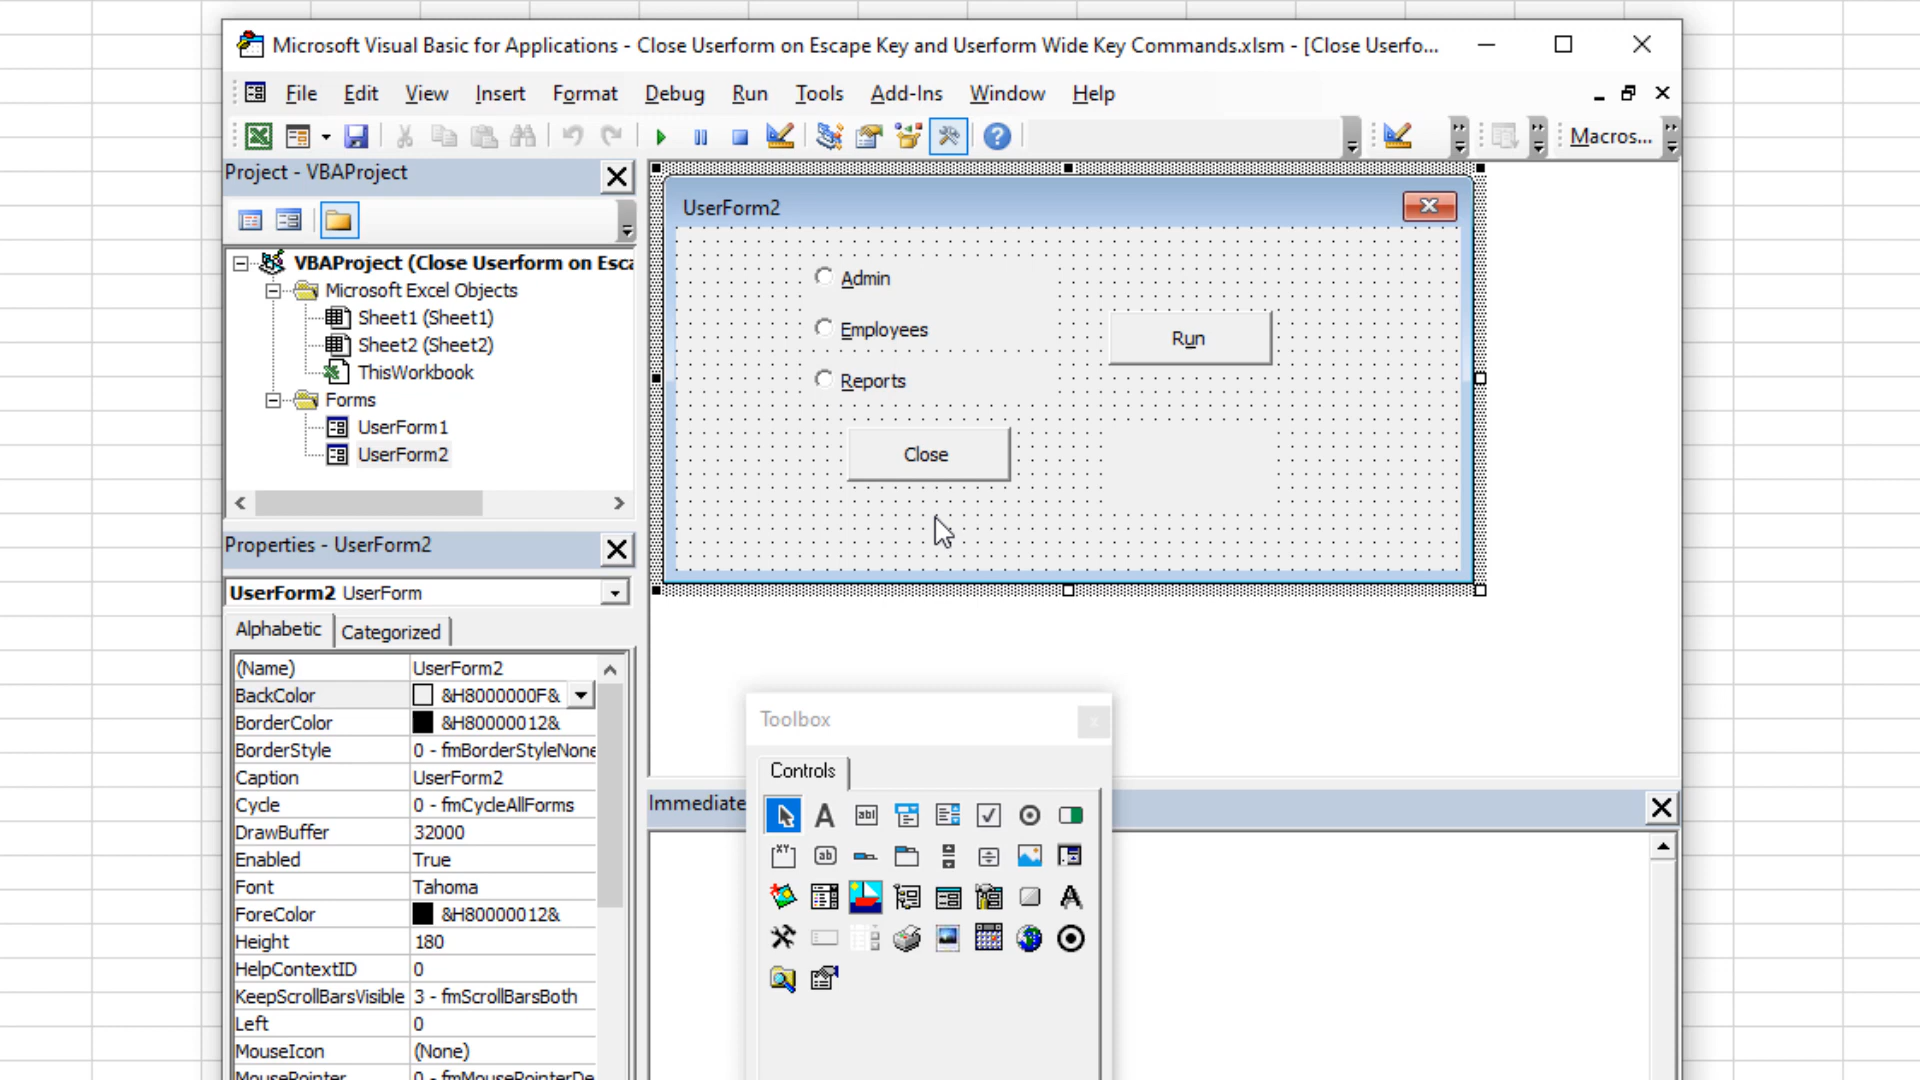 Microsoft Visual Basic for Applications - Close Userform on Escape Key and Userform Wide Key Commands.xlsm - [Close Userfo...
File Edit View Insert Format Debug Run Tools Add-Ins Window Help
Macros...
Project - VBAProject
VBAProject (Close Userform on Esca
Microsoft Excel Objects
Sheet1 (Sheet1)
Sheet2 (Sheet2)
ThisWorkbook
Forms
UserForm1
UserForm2
UserForm2
Admin
Employees
Reports
Run
Close
Properties - UserForm2
UserForm2 UserForm
Alphabetic Categorized
(Name) UserForm2
BackColor &H8000000F&
BorderColor &H80000012&
BorderStyle 0 - fmBorderStyleNone
Caption UserForm2
Cycle 0 - fmCycleAllForms
DrawBuffer 32000
Enabled True
Font Tahoma
ForeColor &H80000012&
Height 180
HelpContextID 0
KeepScrollBarsVisible 3 - fmScrollBarsBoth
Left 0
MouseIcon (None)
MousePointer 0 - fmMousePointerDe
Toolbox
Controls
Immediate